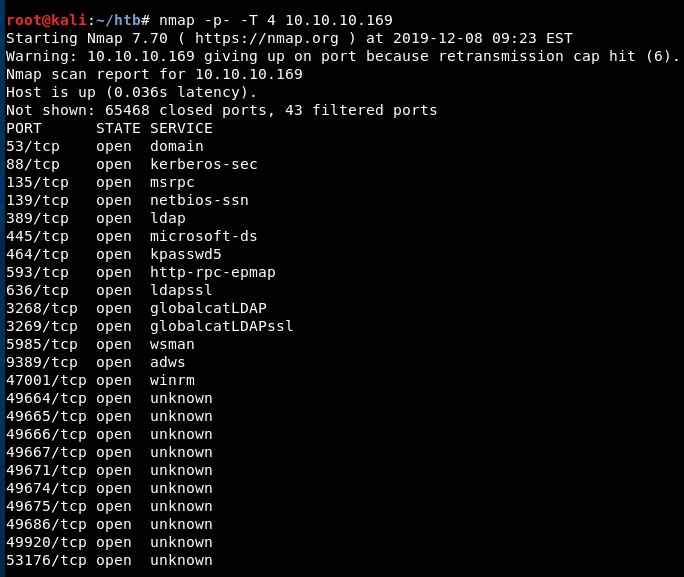 root@kali:~/htb# nmap -p- -T 4 10.10.10.169
Starting Nmap 7.70 ( https://nmap.org ) at 2019-12-08 09:23 EST
Warning: 10.10.10.169 giving up on port because retransmission cap hit (6).
Nmap scan report for 10.10.10.169
Host is up (0.036s latency).
Not shown: 65468 closed ports, 43 filtered ports
PORT      STATE SERVICE
53/tcp    open  domain
88/tcp    open  kerberos-sec
135/tcp   open  msrpc
139/tcp   open  netbios-ssn
389/tcp   open  ldap
445/tcp   open  microsoft-ds
464/tcp   open  kpasswd5
593/tcp   open  http-rpc-epmap
636/tcp   open  ldapssl
3268/tcp  open  globalcatLDAP
3269/tcp  open  globalcatLDAPssl
5985/tcp  open  wsman
9389/tcp  open  adws
47001/tcp open  winrm
49664/tcp open  unknown
49665/tcp open  unknown
49666/tcp open  unknown
49667/tcp open  unknown
49671/tcp open  unknown
49674/tcp open  unknown
49675/tcp open  unknown
49686/tcp open  unknown
49920/tcp open  unknown
53176/tcp open  unknown